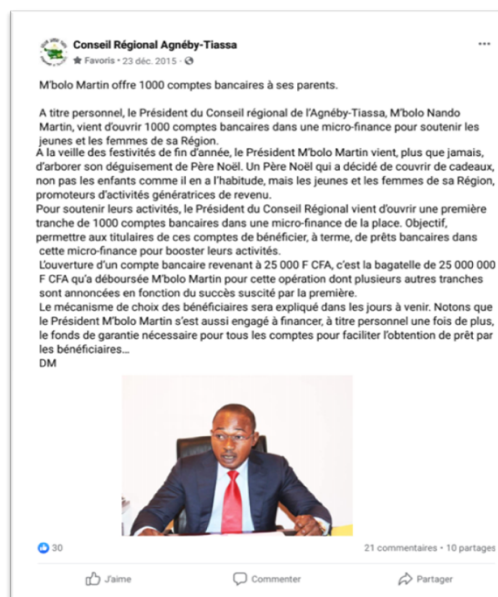 Conseil Régional Agnéby-Tiassa
Favoris • 23 déc. 2015 •
M'bolo Martin offre 1000 comptes bancaires à ses parents.
A titre personnel, le Président du Conseil régional de l'Agnéby-Tiassa, M'bolo Nando
Martin, vient d'ouvrir 1000 comptes bancaires dans une micro-finance pour soutenir les
jeunes et les femmes de sa Région.
À la veille des festivités de fin d'année, le Président M'bolo Martin vient, plus que jamais,
d'arborer son déguisement de Père Noël. Un Père Noël qui a décidé de couvrir de cadeaux,
non pas les enfants comme il en a l'habitude, mais les jeunes et les femmes de sa Région,
promoteurs d'activités génératrices de revenu.
Pour soutenir leurs activités, le Président du Conseil Régional vient d'ouvrir une première
tranche de 1000 comptes bancaires dans une micro-finance de la place. Objectif,
permettre aux titulaires de ces comptes de bénéficier, à terme, de prêts bancaires dans
cette micro-finance pour booster leurs activités.
L'ouverture d'un compte bancaire revenant à 25 000 F CFA, c'est la bagatelle de 25 000 000
F CFA qu'a déboursée M'bolo Martin pour cette opération dont plusieurs autres tranches
sont annoncées en fonction du succès suscité par la première.
Le mécanisme de choix des bénéficiaires sera expliqué dans les jours à venir. Notons que
le Président M'bolo Martin s'est aussi engagé à financer, à titre personnel une fois de plus,
le fonds de garantie nécessaire pour tous les comptes pour faciliter l'obtention de prêt par
les bénéficiaires...
DM
30
21 commentaires • 10 partages
J'aime
Commenter
Partager